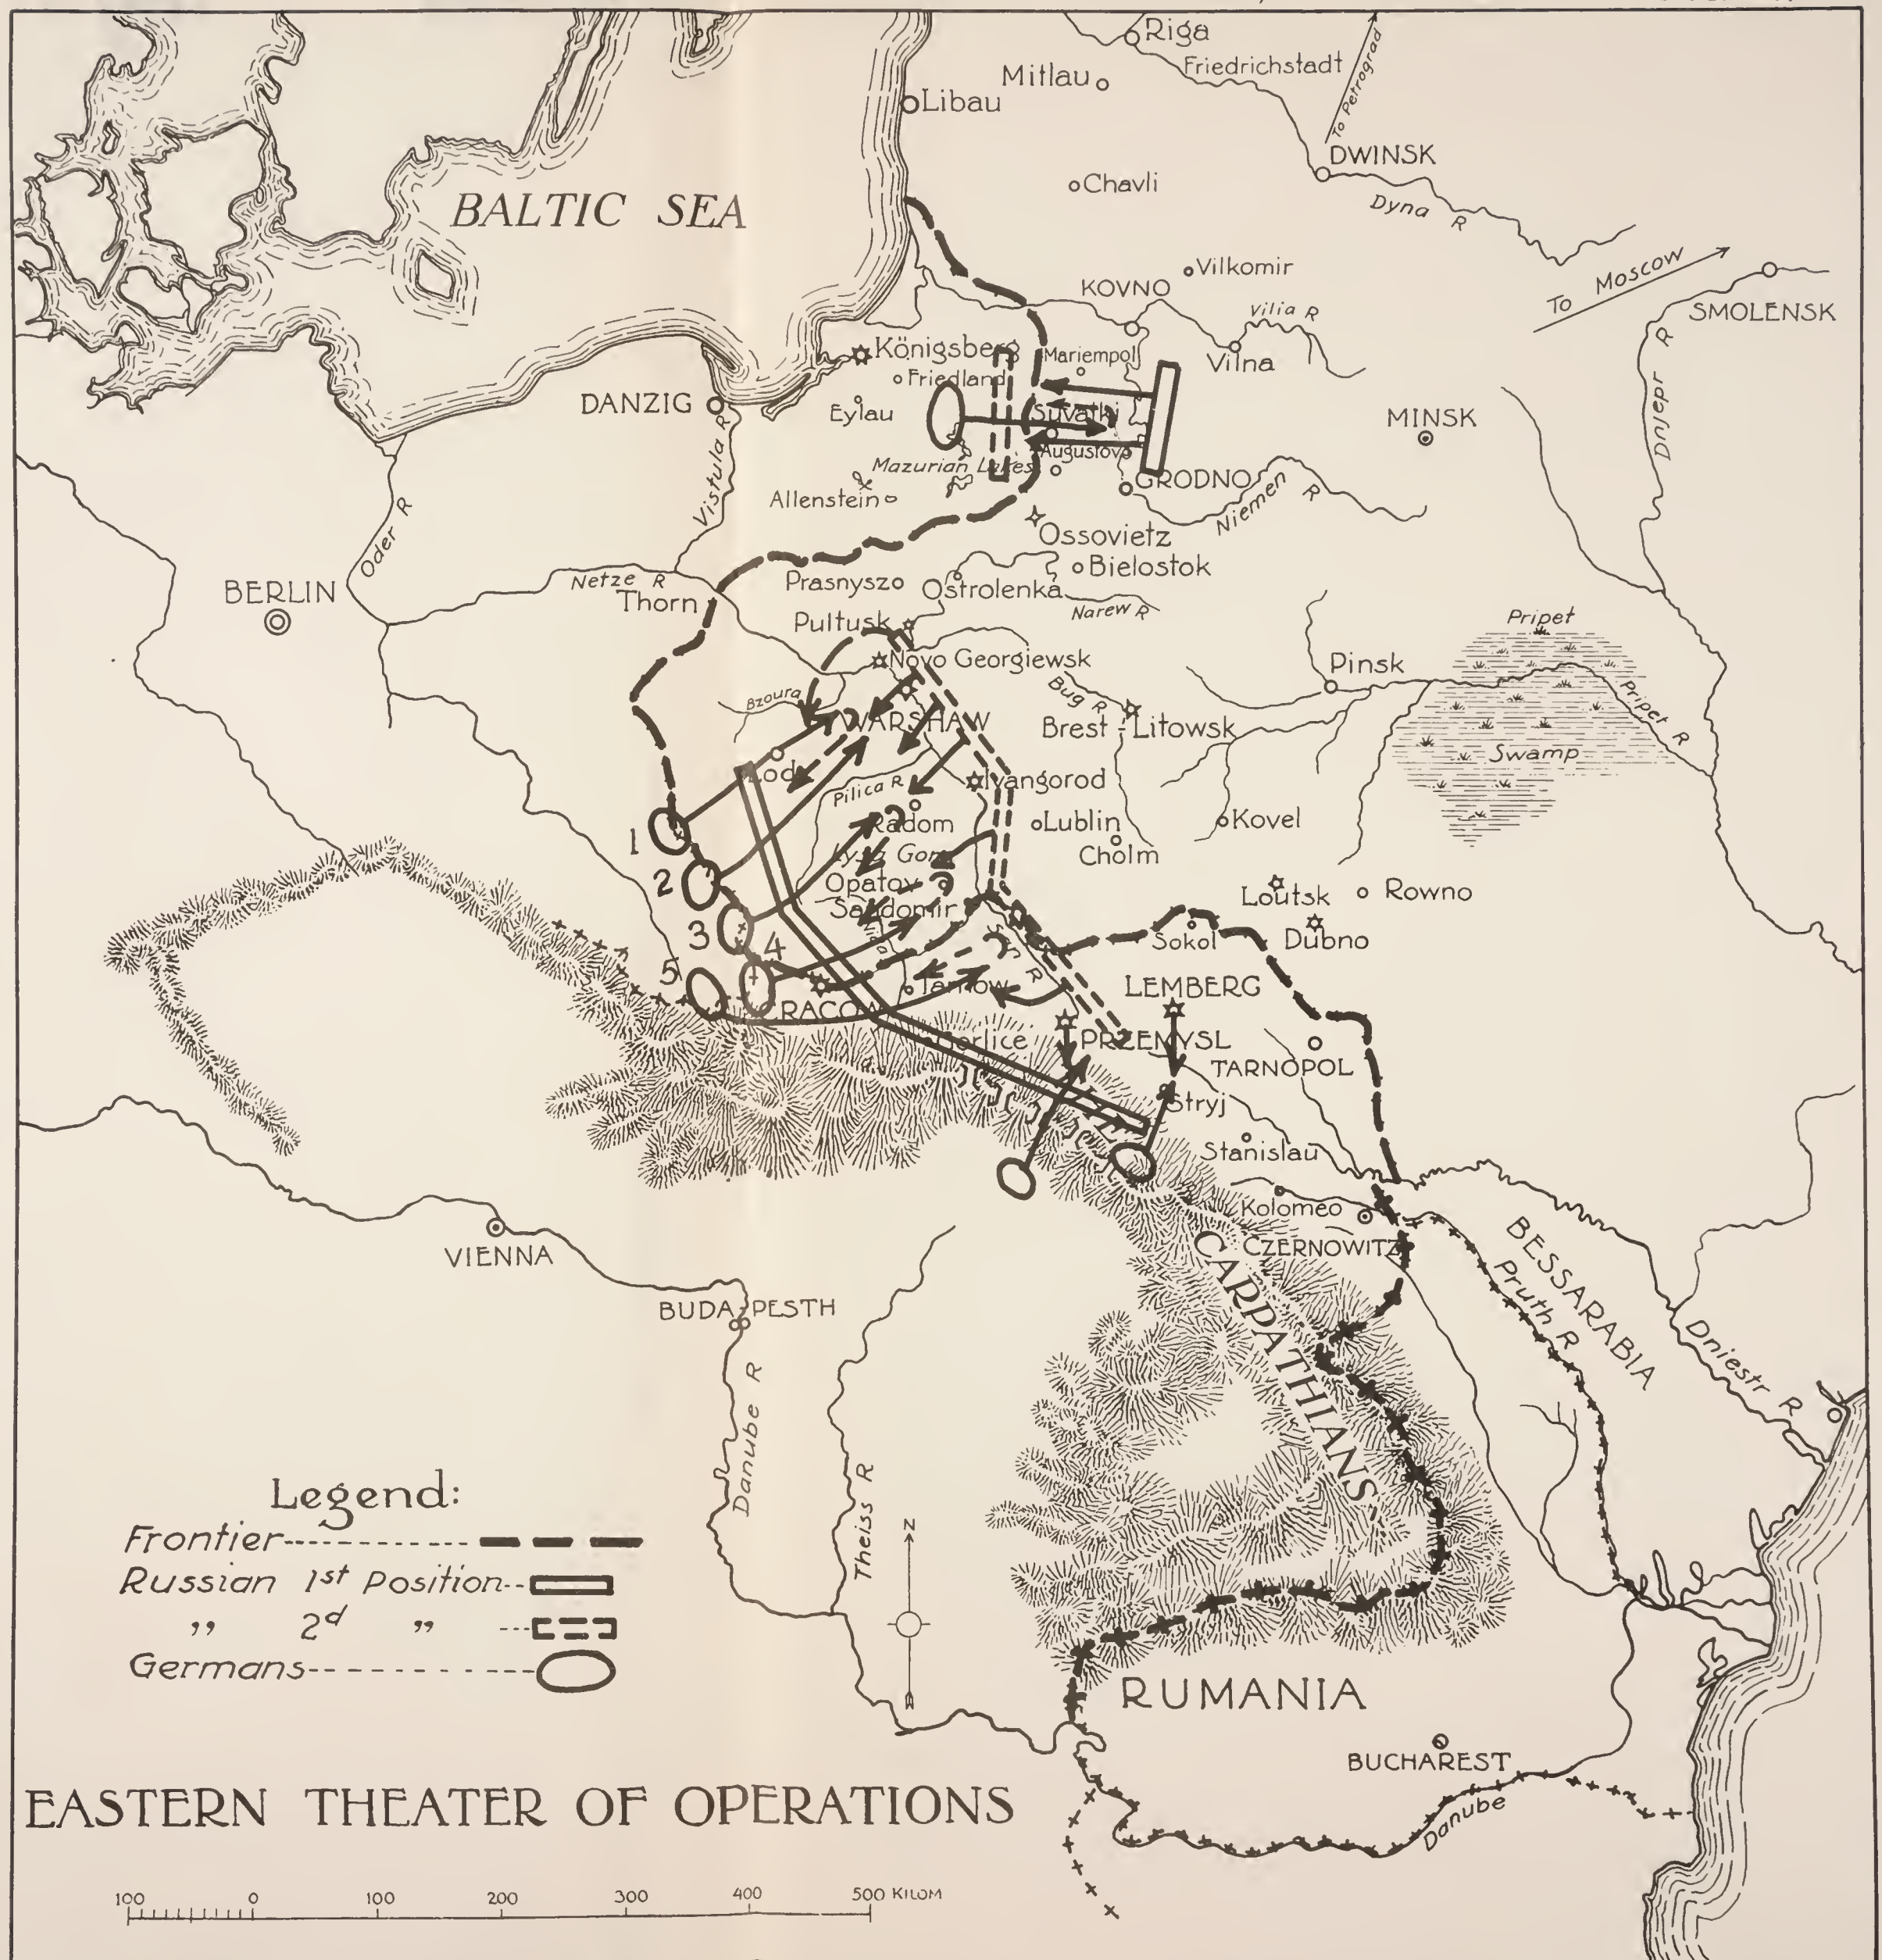 Riga
Friedrichstadt
To Petrograd
Mitlau
Libau
DWINSK
Chavli
Dyna R
BALTIC SEA
Vilkomir
To Moscow
KOVNO
SMOLENSK
Vilia R
Königsberg
Mariempol
Vilna
Dnjepr R
Friedland
DANZIG
Eylau
Suvalki
MINSK
Augustovo
Vistula R
Mazurian Lakes
GRODNO
Niemen R
Allenstein
Oder R
Ossovietz
Bielostok
BERLIN
Netze R
Prasnysz
Ostrolenka
Thorn
Narew R
Pultusk
Pripet
Novo Georgiewsk
Pinsk
Bzoura
Bug R
Pripet R
WARSHAW
Brest-Litowsk
Swamp
Lodz
Pilica R
Ivangorod
1
Radom
Lublin
Kovel
Lysa Gora
Cholm
2
Opatov
Loutsk
Rowno
Sandomir
3
4
Sokol
Dubno
San R
5
Tarnow
LEMBERG
CRACOW
Gorlice
PRZEMYSL
TARNOPOL
Stryj
Stanislau
Kolomeo
VIENNA
CZERNOWITZ
BESSARABIA
Pruth R
BUDA-PESTH
CARPATHIANS
Dniestr R
Danube R
Theiss R
Legend:
N
Frontier
Russian 1st Position
" 2d "
Germans
RUMANIA
BUCHAREST
EASTERN THEATER OF OPERATIONS
Danube
100 0 100 200 300 400 500 KILOM